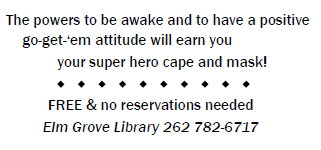 The powers to be awake and to have a positive
go-get-‘em attitude will earn you
your super hero cape and mask!
FREE & no reservations needed
Elm Grove Library 262 782-6717